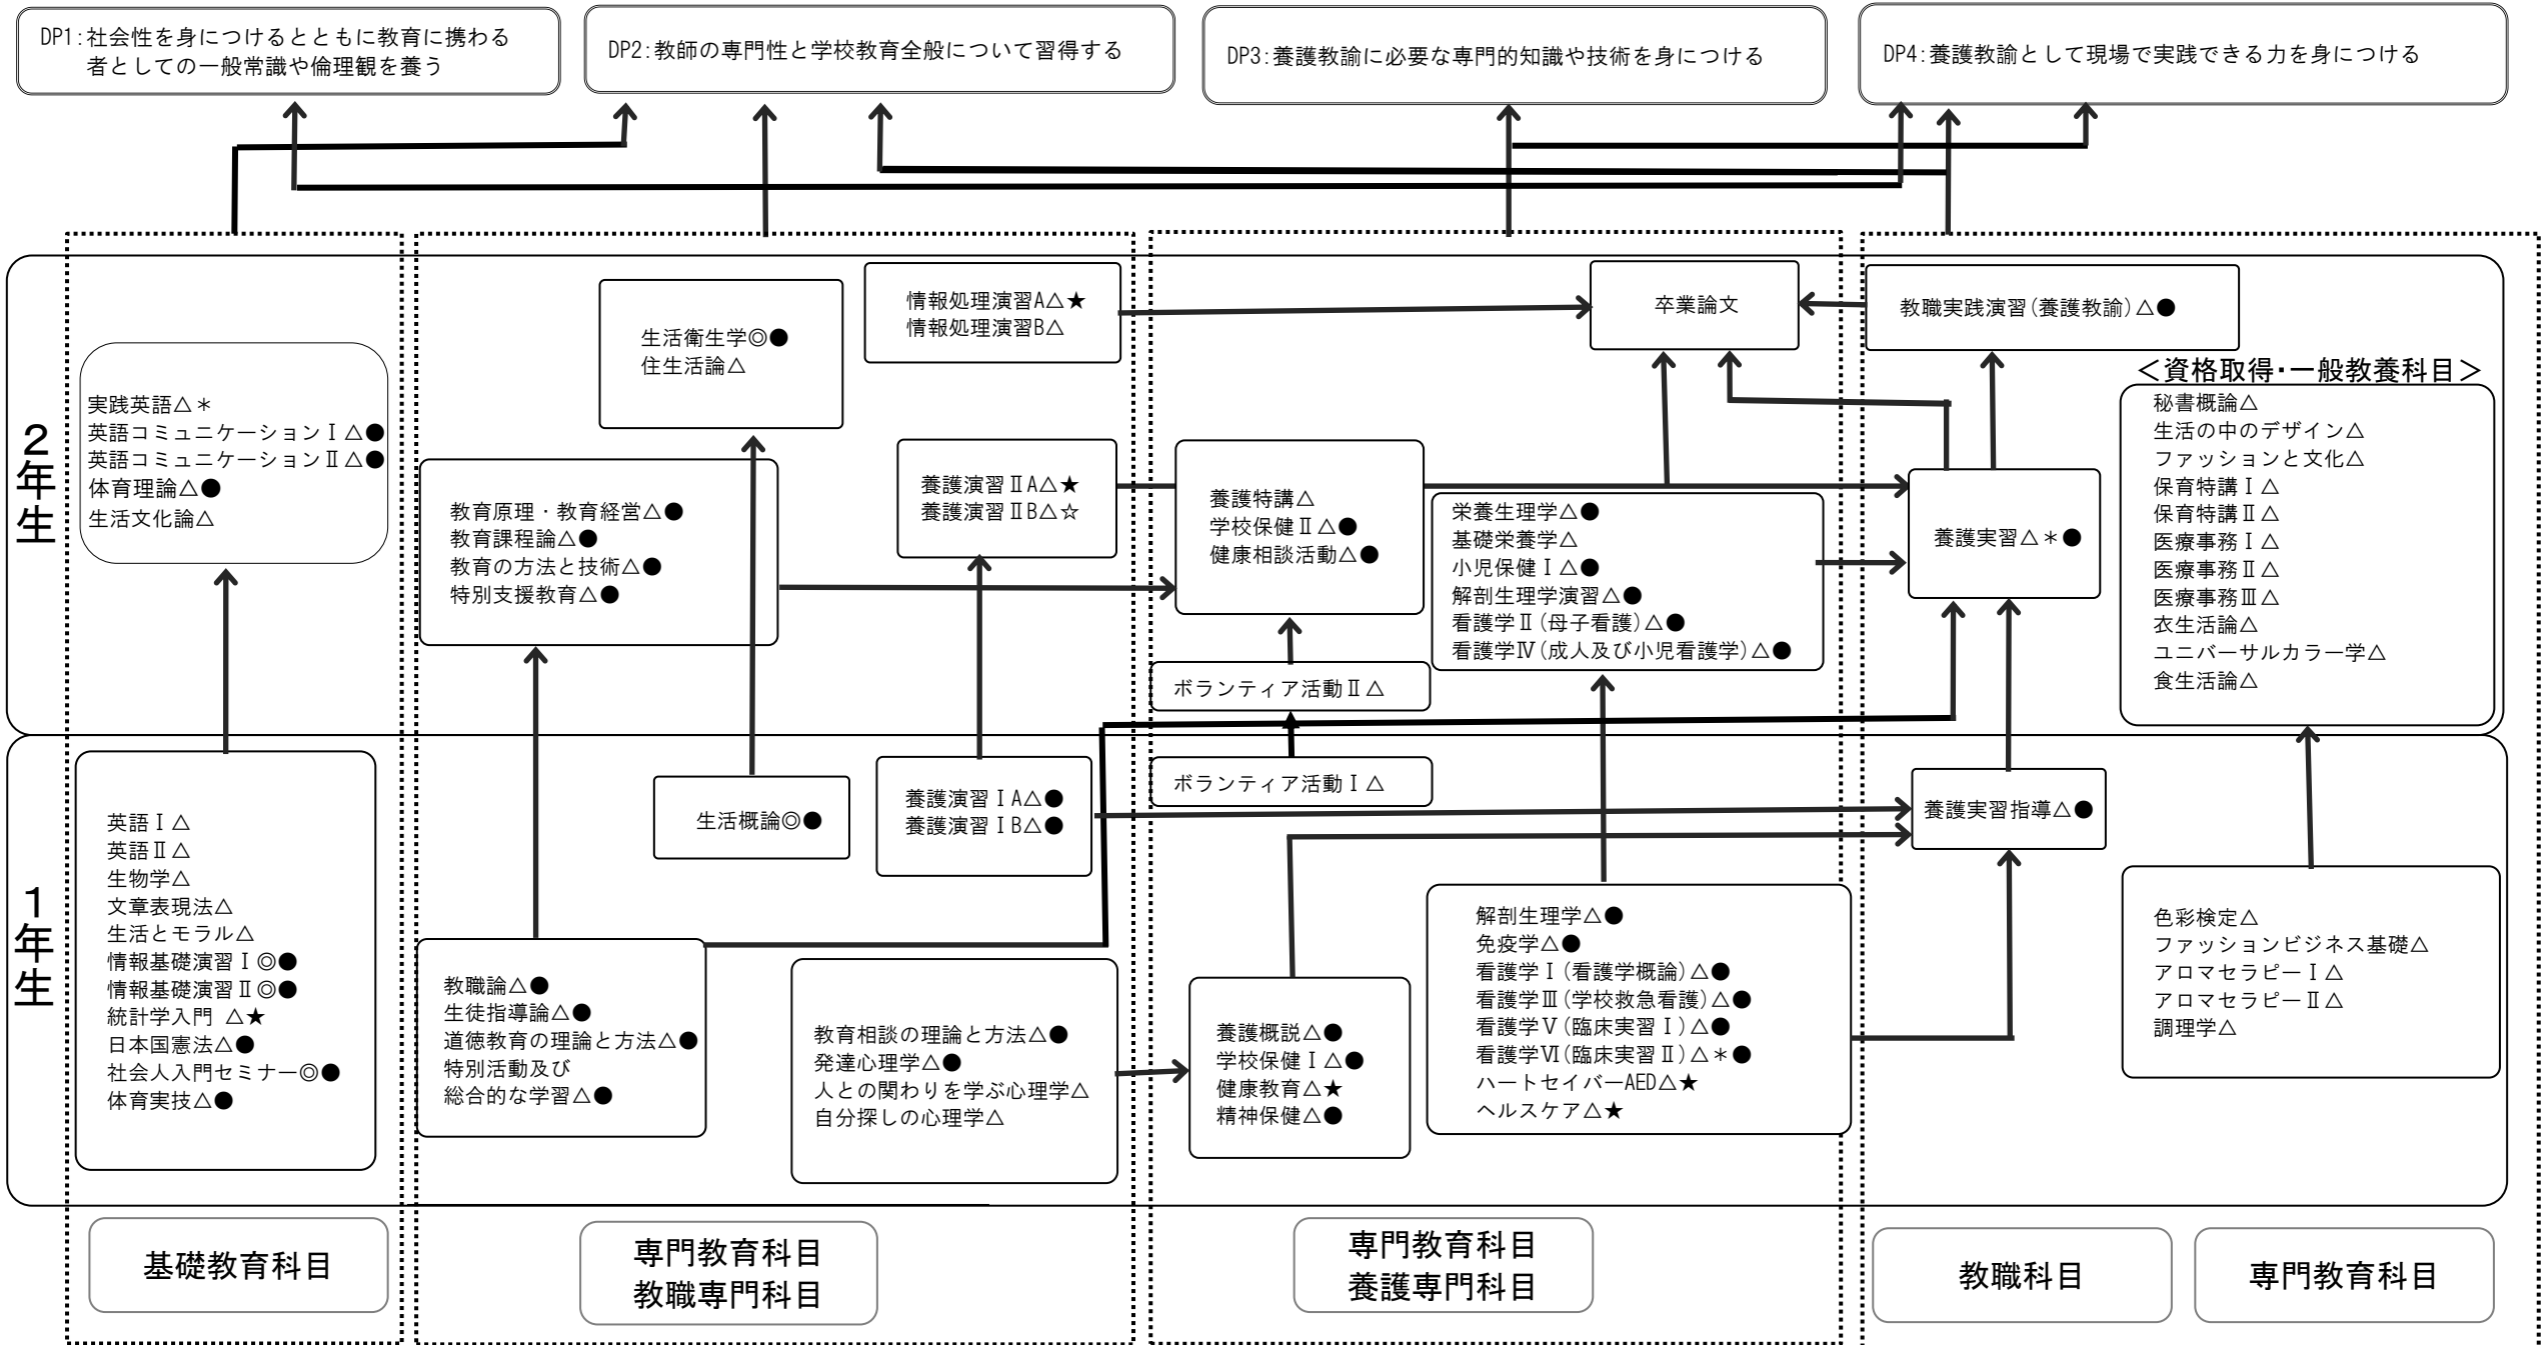 DP1:社会性を身につけるとともに教育に携わる
者としての一般常識や倫理観を養う
DP2:教師の専門性と学校教育全般について習得する
DP3:養護教諭に必要な専門的知識や技術を身につける
DP4:養護教諭として現場で実践できる力を身につける
2年生
実践英語△＊
英語コミュニケーションⅠ△●
英語コミュニケーションⅡ△●
体育理論△●
生活文化論△
生活衛生学◎●
住生活論△
情報処理演習A△★
情報処理演習B△
教育原理・教育経営△●
教育課程論△●
教育の方法と技術△●
特別支援教育△●
養護演習ⅡA△★
養護演習ⅡB△☆
卒業論文
養護特講△
学校保健Ⅱ△●
健康相談活動△●
栄養生理学△●
基礎栄養学△
小児保健Ⅰ△●
解剖生理学演習△●
看護学Ⅱ(母子看護)△●
看護学Ⅳ(成人及び小児看護学)△●
ボランティア活動Ⅱ△
教職実践演習(養護教諭)△●
養護実習△＊●
＜資格取得・一般教養科目＞
秘書概論△
生活の中のデザイン△
ファッションと文化△
保育特講Ⅰ△
保育特講Ⅱ△
医療事務Ⅰ△
医療事務Ⅱ△
医療事務Ⅲ△
衣生活論△
ユニバーサルカラー学△
食生活論△
1年生
英語Ⅰ△
英語Ⅱ△
生物学△
文章表現法△
生活とモラル△
情報基礎演習Ⅰ◎●
情報基礎演習Ⅱ◎●
統計学入門 △★
日本国憲法△●
社会人入門セミナー◎●
体育実技△●
生活概論◎●
養護演習ⅠA△●
養護演習ⅠB△●
教職論△●
生徒指導論△●
道徳教育の理論と方法△●
特別活動及び
総合的な学習△●
教育相談の理論と方法△●
発達心理学△●
人との関わりを学ぶ心理学△
自分探しの心理学△
ボランティア活動Ⅰ△
養護概説△●
学校保健Ⅰ△●
健康教育△★
精神保健△●
解剖生理学△●
免疫学△●
看護学Ⅰ(看護学概論)△●
看護学Ⅲ(学校救急看護)△●
看護学Ⅴ(臨床実習Ⅰ)△●
看護学Ⅵ(臨床実習Ⅱ)△＊●
ハートセイバーAED△★
ヘルスケア△★
養護実習指導△●
色彩検定△
ファッションビジネス基礎△
アロマセラピーⅠ△
アロマセラピーⅡ△
調理学△
基礎教育科目
専門教育科目
教職専門科目
専門教育科目
養護専門科目
教職科目
専門教育科目